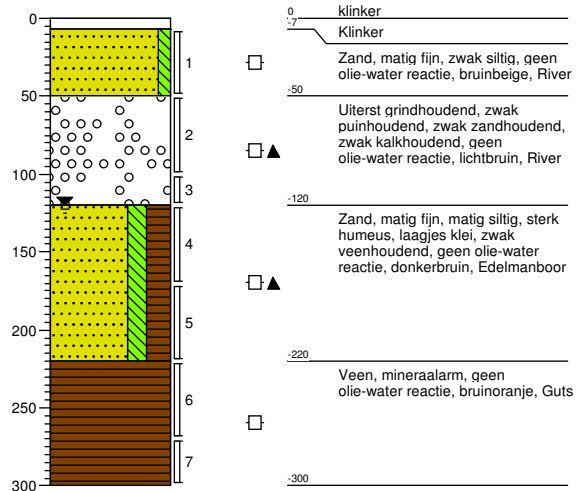 0
klinker
-7
Klinker
Zand, matig fijn, zwak siltig, geen
olie-water reactie, bruinbeige, River
-50
Uiterst grindhoudend, zwak
puinhoudend, zwak zandhoudend,
zwak kalkhoudend, geen
olie-water reactie, lichtbruin, River
-120
Zand, matig fijn, matig siltig, sterk
humeus, laagjes klei, zwak
veenhoudend, geen olie-water
reactie, donkerbruin, Edelmanboor
-220
Veen, mineraalarm, geen
olie-water reactie, bruinoranje, Guts
-300
0
50
100
150
200
250
300
1
2
3
4
5
6
7